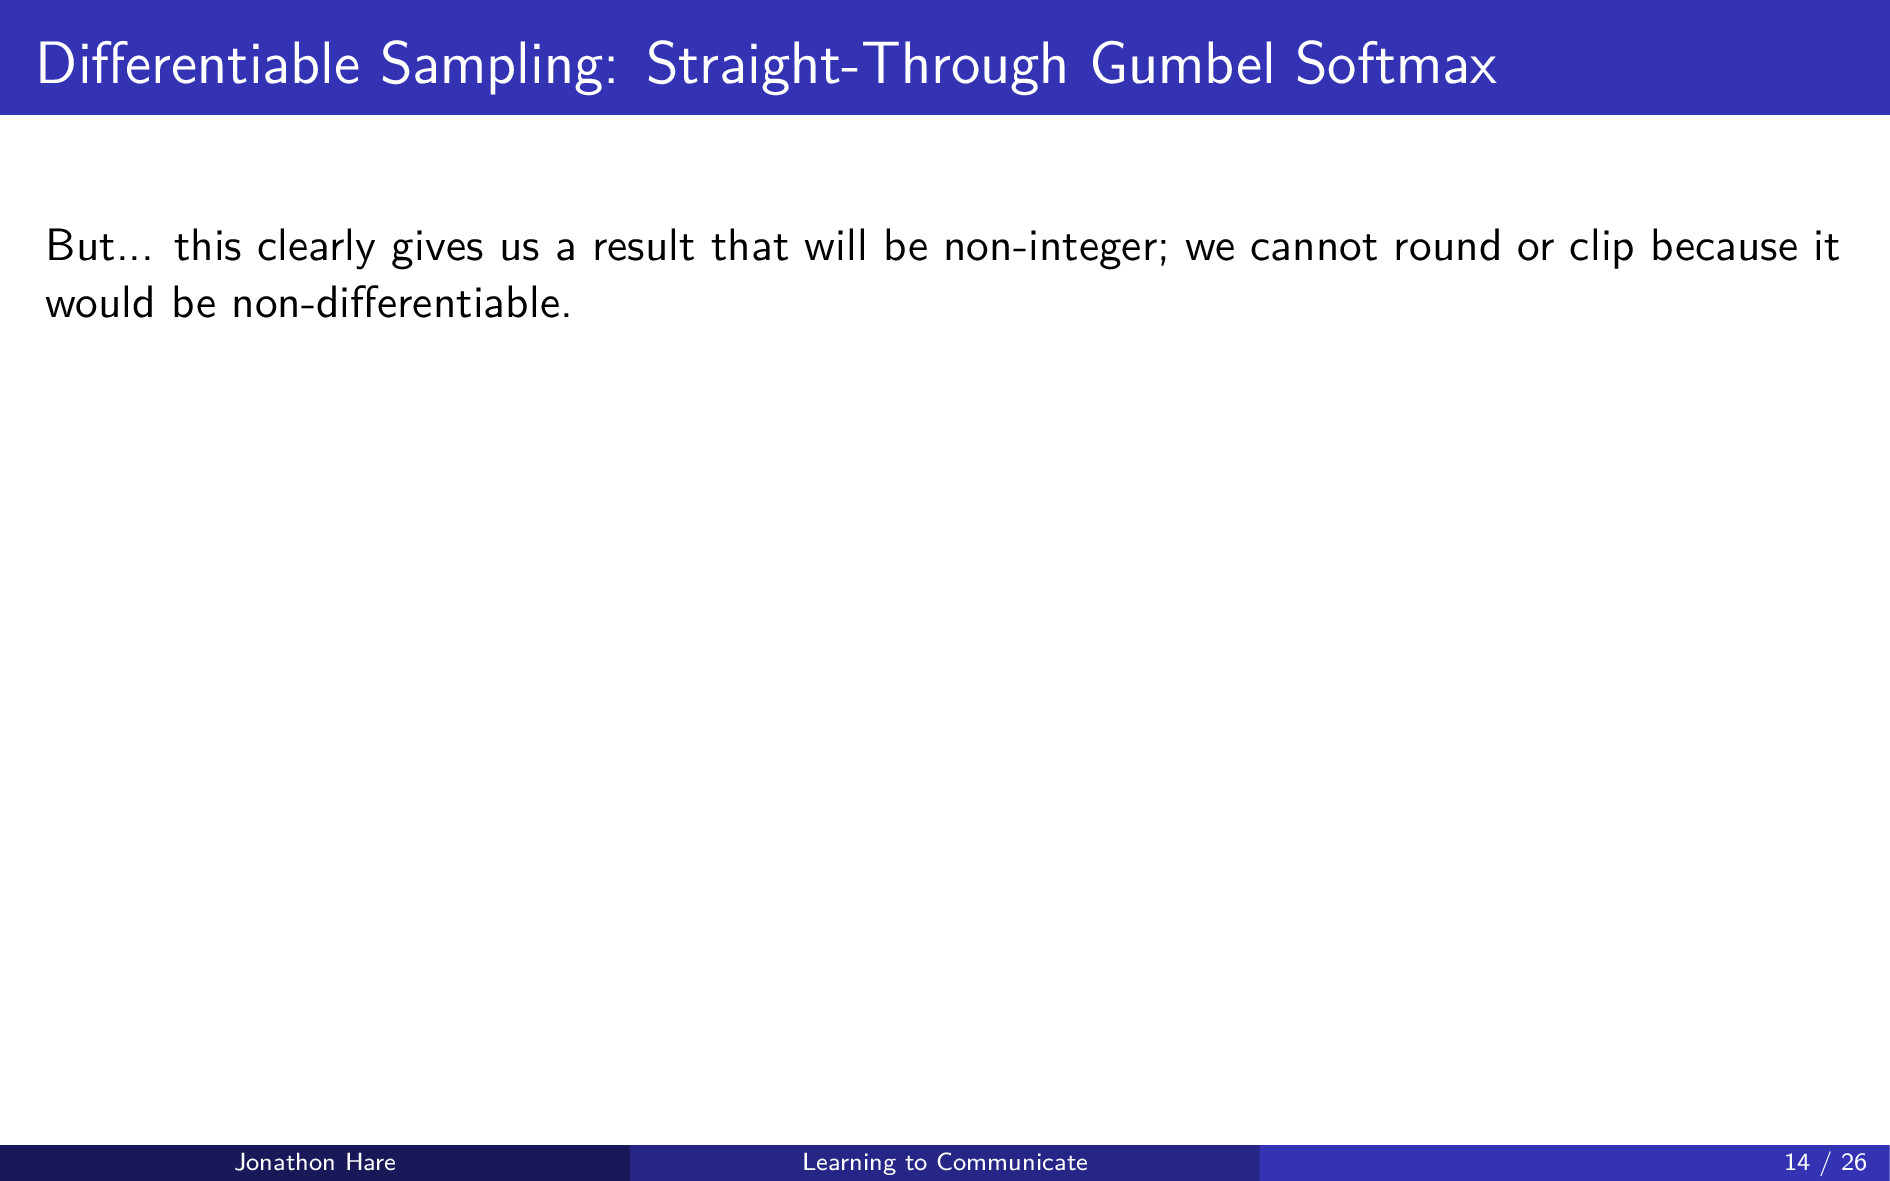 Differentiable Sampling: Straight-Through Gumbel Softmax
But... this clearly gives us a result that will be non-integer; we cannot round or clip because it
would be non-differentiable.
Jonathon Hare
Learning to Communicate
14 / 26